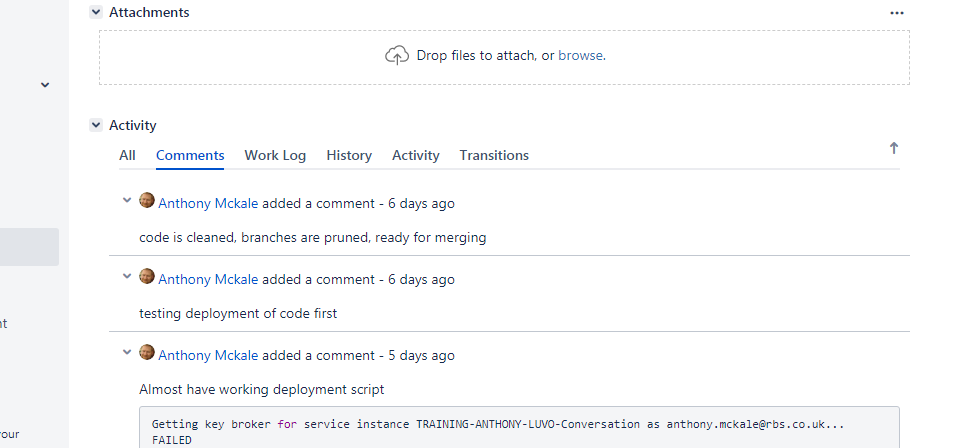 Attachments
Drop files to attach, or browse.
Activity
All Comments Work Log History Activity Transitions
Anthony Mckale added a comment - 6 days ago
code is cleaned, branches are pruned, ready for merging
Anthony Mckale added a comment - 6 days ago
testing deployment of code first
Anthony Mckale added a comment - 5 days ago
Almost have working deployment script
Getting key broker for service instance TRAINING-ANTHONY-LUVO-Conversation as anthony.mckale@rbs.co.uk...
FAILED